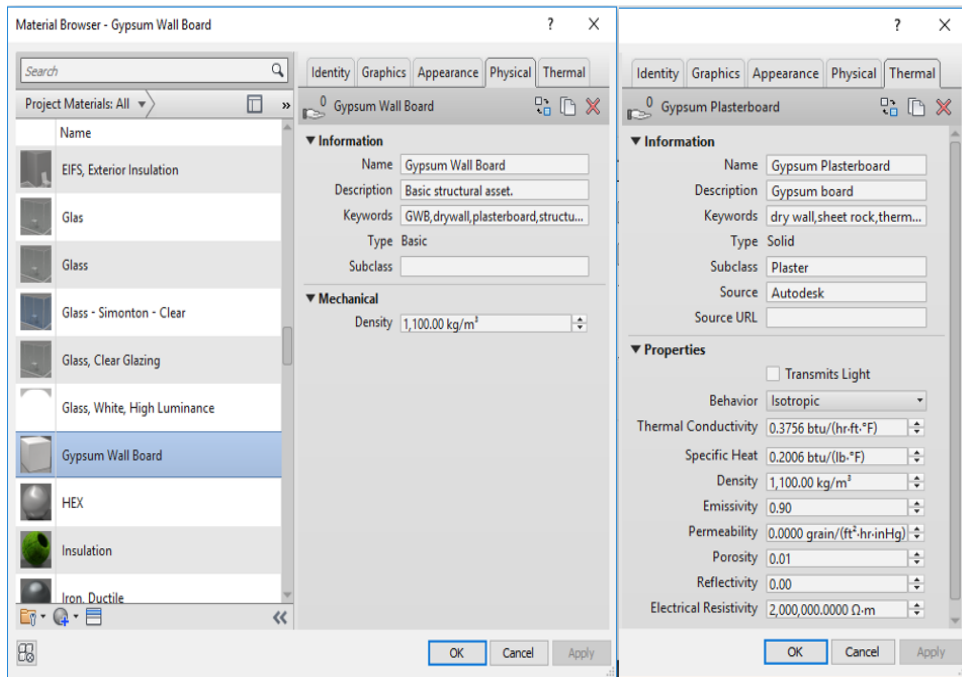 Material Browser - Gypsum Wall Board ? X
Search
Project Materials: All
»
Name
EIFS, Exterior Insulation
Glas
Glass
Glass - Simonton - Clear
Glass, Clear Glazing
Glass, White, High Luminance
Gypsum Wall Board
HEX
Insulation
Iron, Ductile
«
Identity Graphics Appearance Physical Thermal
0 Gypsum Wall Board
Information
Name Gypsum Wall Board
Description Basic structural asset.
Keywords GWB,drywall,plasterboard,structu...
Type Basic
Subclass
Mechanical
Density 1,100.00 kg/m³
OK Cancel Apply
? X
Identity Graphics Appearance Physical Thermal
0 Gypsum Plasterboard
Information
Name Gypsum Plasterboard
Description Gypsum board
Keywords dry wall,sheet rock,therm...
Type Solid
Subclass Plaster
Source Autodesk
Source URL
Properties
Transmits Light
Behavior Isotropic
Thermal Conductivity 0.3756 btu/(hr·ft·°F)
Specific Heat 0.2006 btu/(lb·°F)
Density 1,100.00 kg/m³
Emissivity 0.90
Permeability 0.0000 grain/(ft²·hr·inHg)
Porosity 0.01
Reflectivity 0.00
Electrical Resistivity 2,000,000.0000 Ω·m
OK Cancel Apply